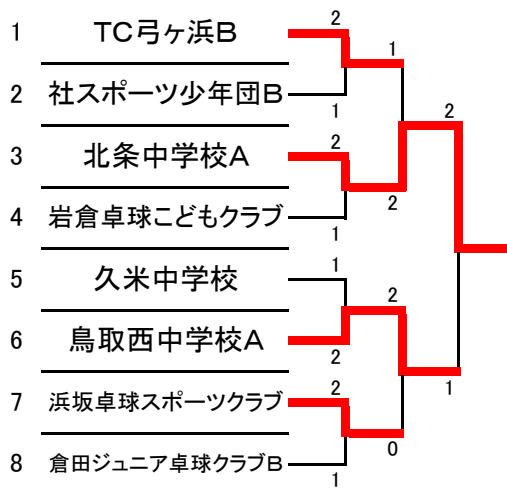 1 TC弓ヶ浜B
2 社スポーツ少年団B
3 北条中学校A
4 岩倉卓球こどもクラブ
5 久米中学校
6 鳥取西中学校A
7 浜坂卓球スポーツクラブ
8 倉田ジュニア卓球クラブB
2
1
1
2
2
2
1
1
2
2
1
2
0
1